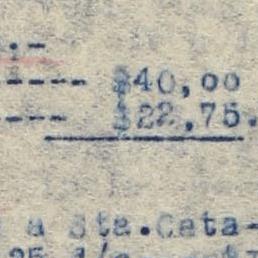 .-
---- $40,00
---- $22,75.
a Sta.Cata-